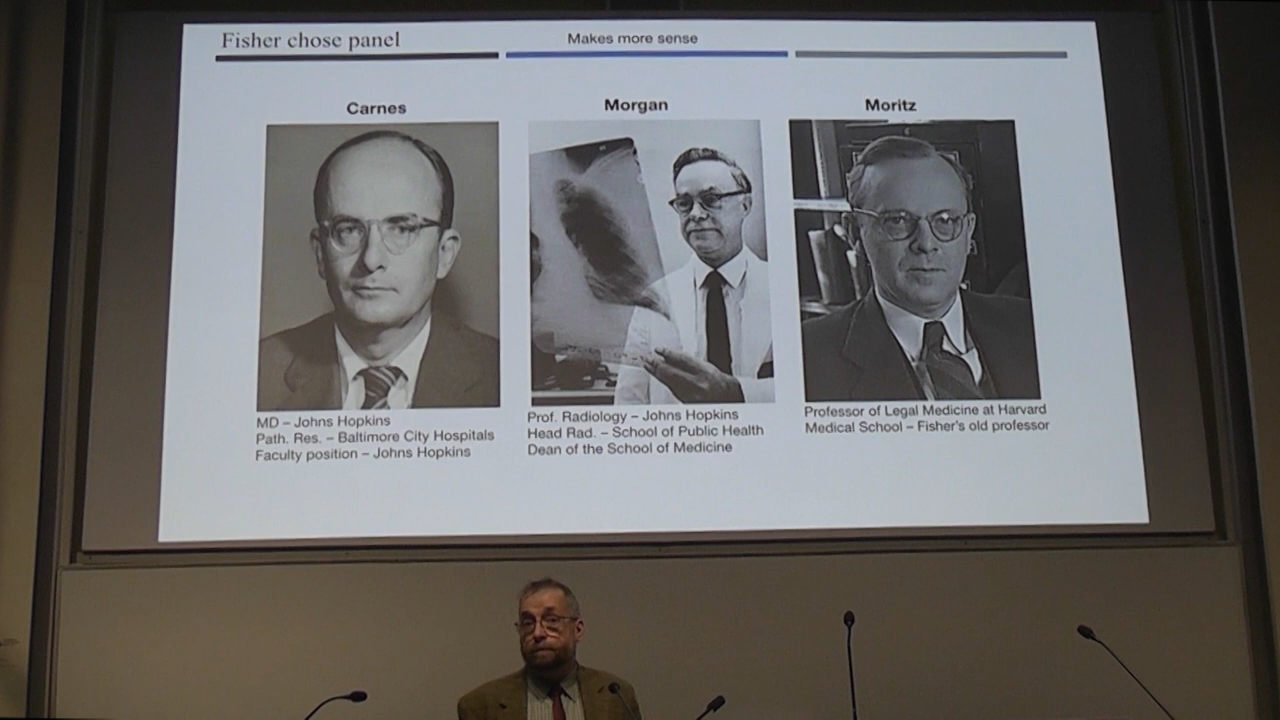 Fisher chose panel
Makes more sense
Carnes
Morgan
Moritz
MD – Johns Hopkins
Path. Res. – Baltimore City Hospitals
Faculty position – Johns Hopkins
Prof. Radiology – Johns Hopkins
Head Rad. – School of Public Health
Dean of the School of Medicine
Professor of Legal Medicine at Harvard
Medical School – Fisher's old professor